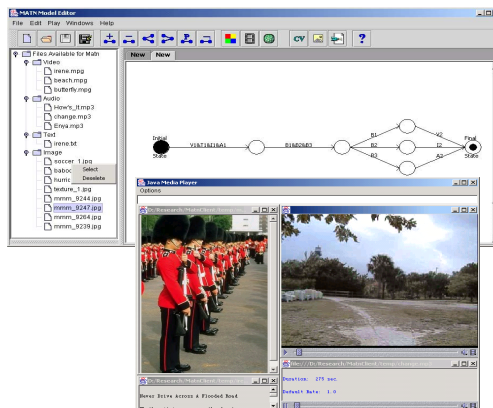 MATN Model Editor
File Edit Play Windows Help
CV
?
Files Available for Matn
Video
irene.mpg
beach.mpg
butterfly.mpg
Audio
How's_It.mp3
change.mp3
Enya.mp3
Text
irene.txt
Image
soccer_1.jpg
baboo
hurric
texture_1.jpg
mmm_9244.jpg
mmm_9247.jpg
mmm_9264.jpg
mmm_9239.jpg
Select
Deselete
New New
Initial
State
V1&T1&I1&A1
B1&B2&B3
B1
B2
B3
V2
I2
A3
Final
State
Java Media Player
Options
Duration: 275 sec.
Default Rate: 1.0
Never Drive Across A Flooded Road